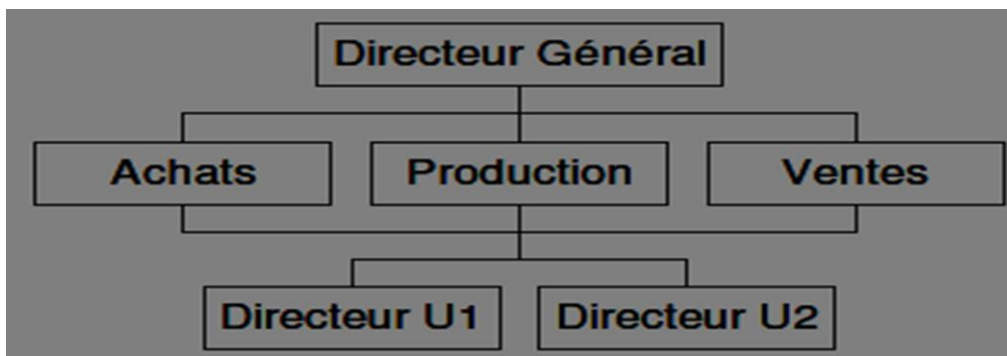 Directeur Général
Achats
Production
Ventes
Directeur U1
Directeur U2